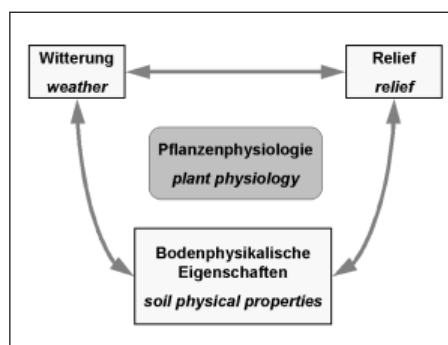 Witterung
weather
Relief
relief
Pflanzenphysiologie
plant physiology
Bodenphysikalische
Eigenschaften
soil physical properties